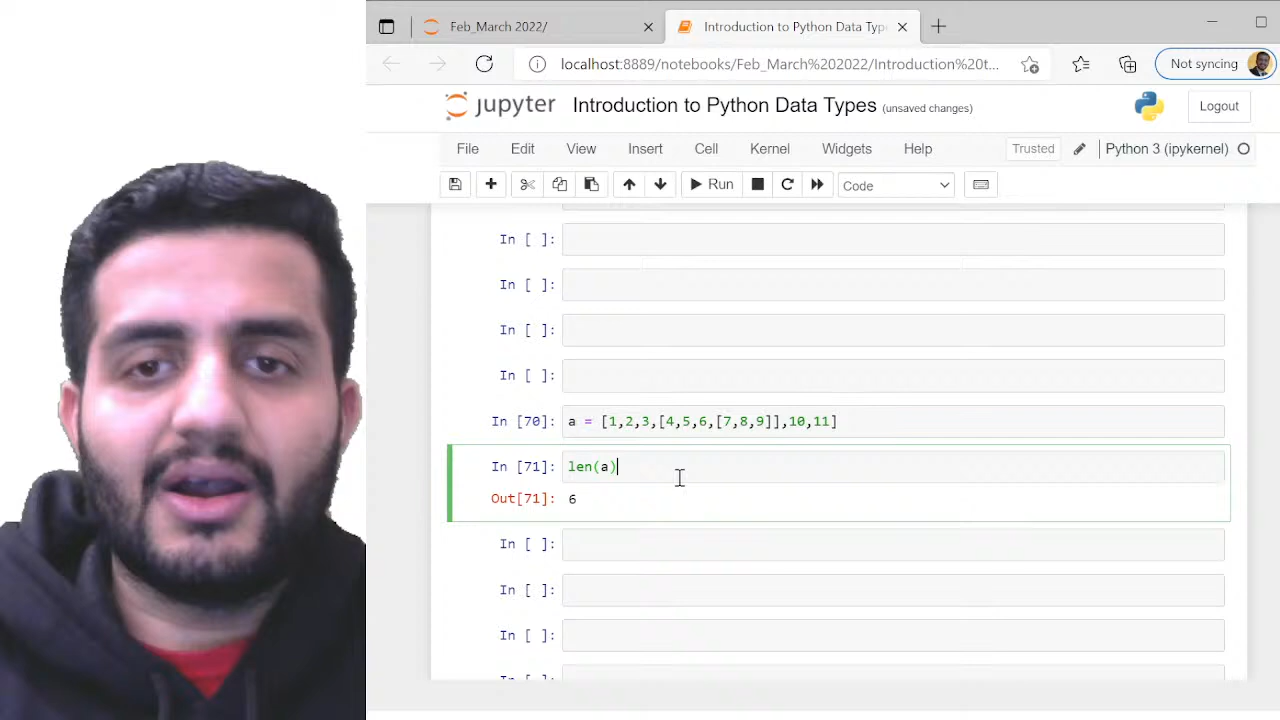 Feb_March 2022/
Introduction to Python Data Type
localhost:8889/notebooks/Feb_March%202022/Introduction%20t...
Not syncing
jupyter Introduction to Python Data Types (unsaved changes)
Logout
File Edit View Insert Cell Kernel Widgets Help
Trusted
Python 3 (ipykernel)
Run
Code
In [ ]:
In [ ]:
In [ ]:
In [ ]:
In [70]: a = [1,2,3,[4,5,6,[7,8,9]],10,11]
In [71]: len(a)
Out[71]: 6
In [ ]:
In [ ]:
In [ ]:
In [ ]: